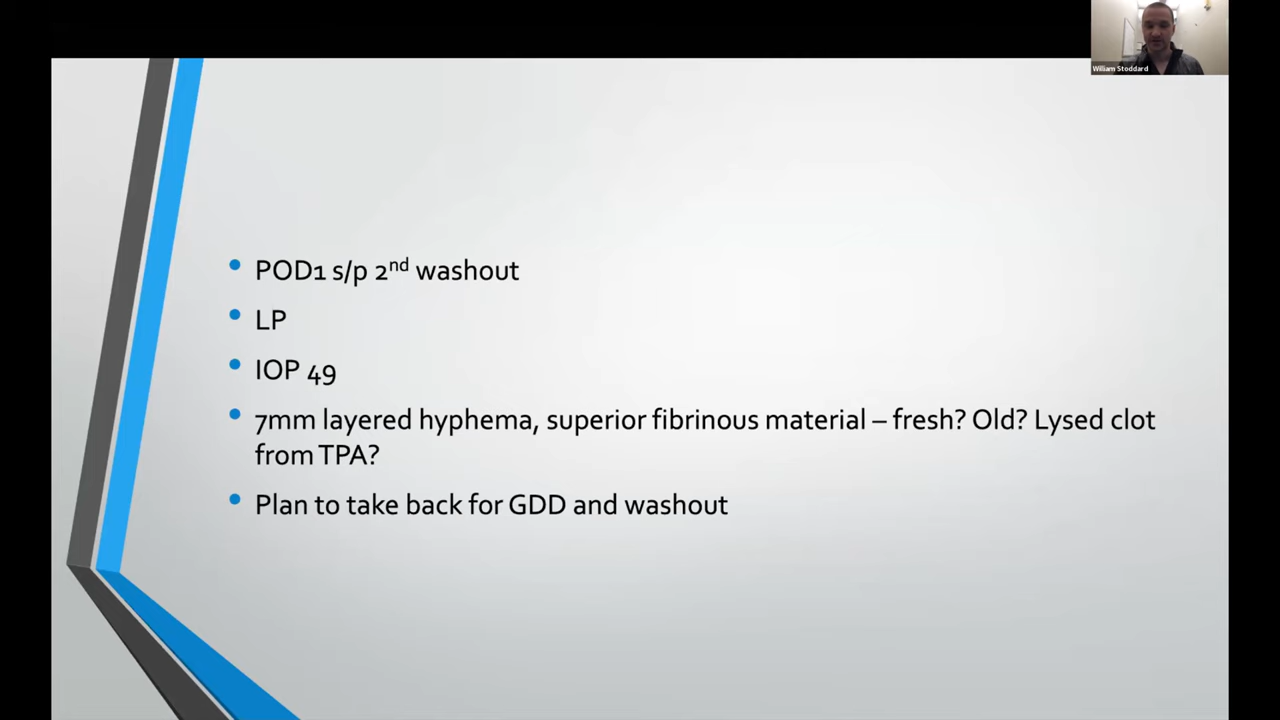 William Stoddard
• POD1 s/p 2nd washout
• LP
• IOP 49
• 7mm layered hyphema, superior fibrinous material – fresh? Old? Lysed clot
from TPA?
• Plan to take back for GDD and washout